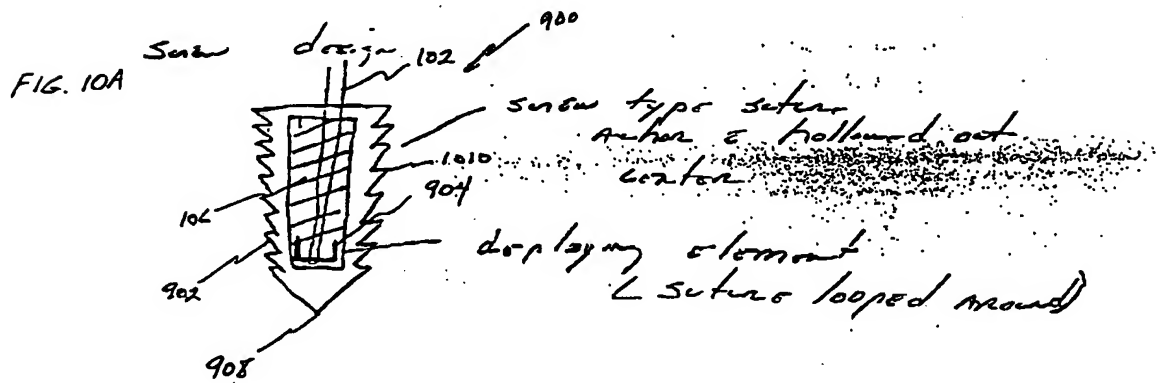 Screw design
900
FIG. 10A
102
screw type suture
Anchor c̄ hollowed out
center
1010
904
106
deploying element
( suture looped around)
902
908